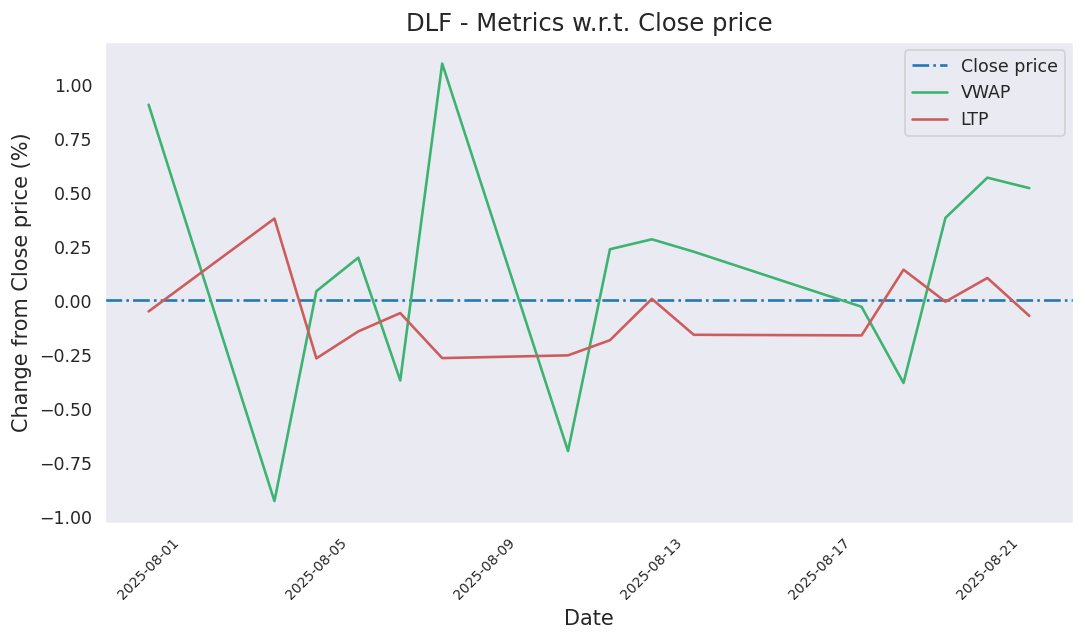 DLF - Metrics w.r.t. Close price
Close price
VWAP
LTP
Change from Close price (%)
1.00
0.75
0.50
0.25
0.00
−0.25
−0.50
−0.75
−1.00
2025-08-01
2025-08-05
2025-08-09
2025-08-13
2025-08-17
2025-08-21
Date